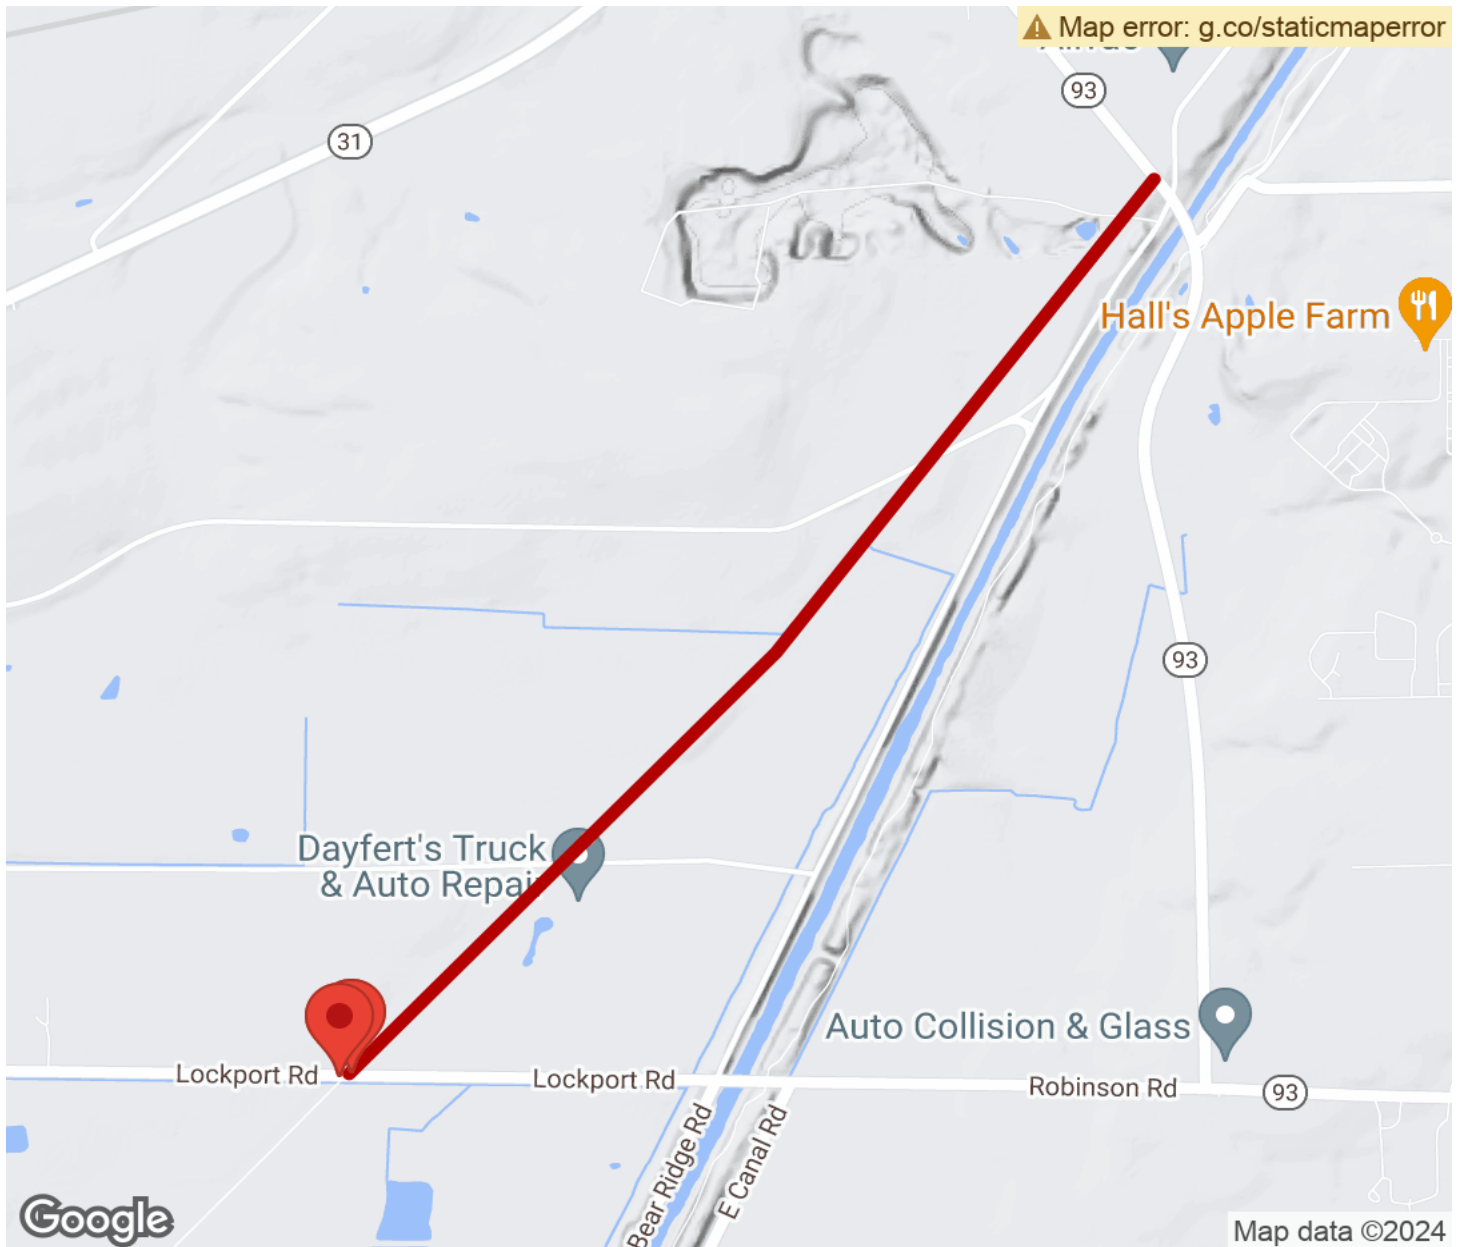 Map error: g.co/staticmaperror
93
31
Hall's Apple Farm
93
Dayfert's Truck
& Auto Repair
Auto Collision & Glass
Lockport Rd
Lockport Rd
Robinson Rd
93
Bear Ridge Rd
E Canal Rd
Google
Map data ©2024